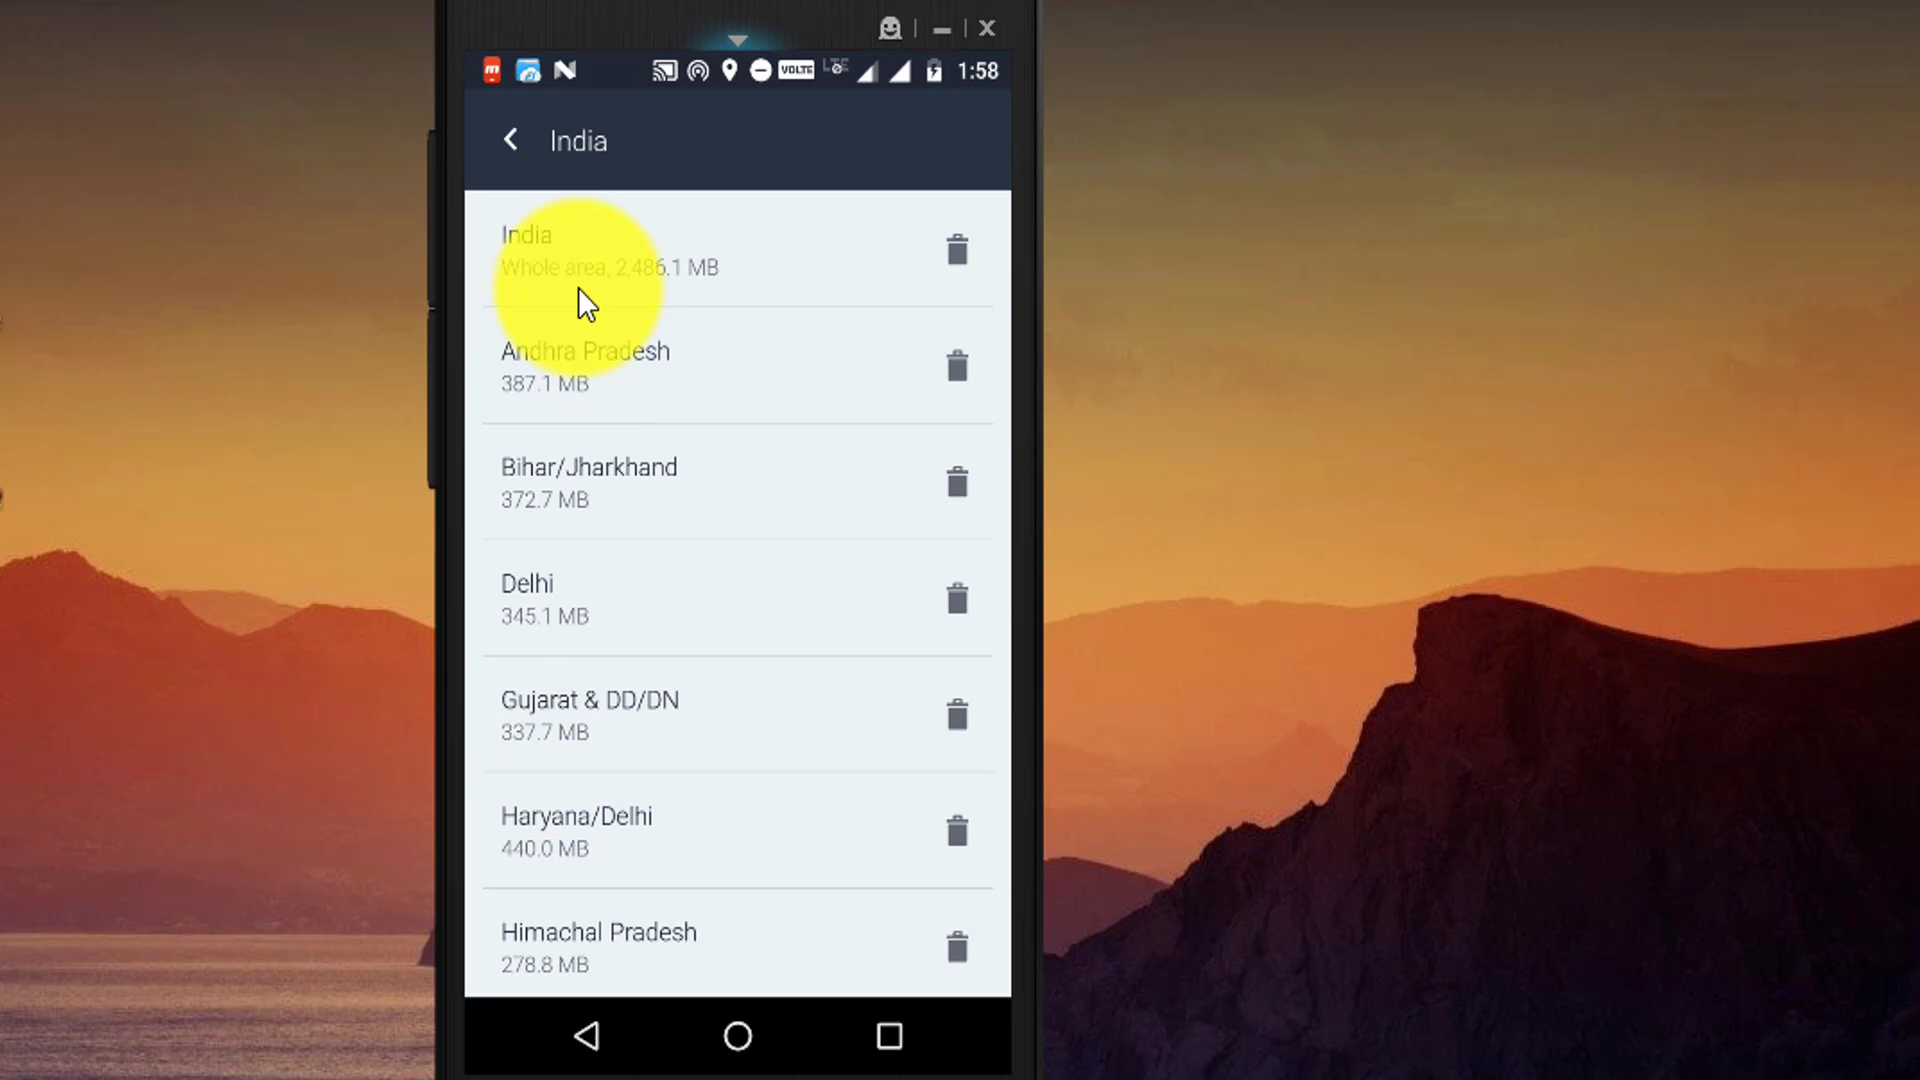 VOLTE LTE 1:58
India
India
Whole area, 2,486.1 MB
Andhra Pradesh
387.1 MB
Bihar/Jharkhand
372.7 MB
Delhi
345.1 MB
Gujarat & DD/DN
337.7 MB
Haryana/Delhi
440.0 MB
Himachal Pradesh
278.8 MB